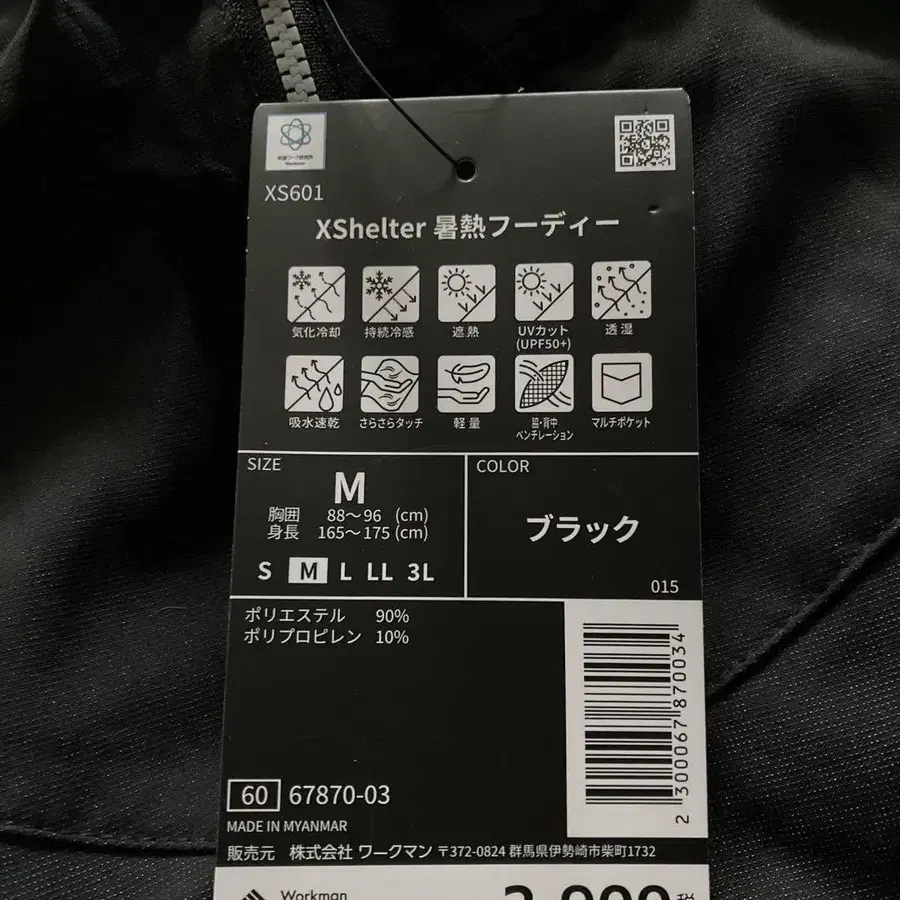 XS601
XShelter 暑熱フーディー
気化冷却 持続冷感 遮熱 UVカット (UPF50+) 透湿
吸水速乾 さらさらタッチ 軽量 脇・背中 ベンチレーション マルチポケット
SIZE
M
胸囲 88〜96 (cm)
身長 165〜175 (cm)
S M L LL 3L
COLOR
ブラック
015
ポリエステル 90%
ポリプロピレン 10%
2300067870034
60 67870-03
MADE IN MYANMAR
販売元 株式会社 ワークマン 〒372-0824 群馬県伊勢崎市柴町1732
Workman